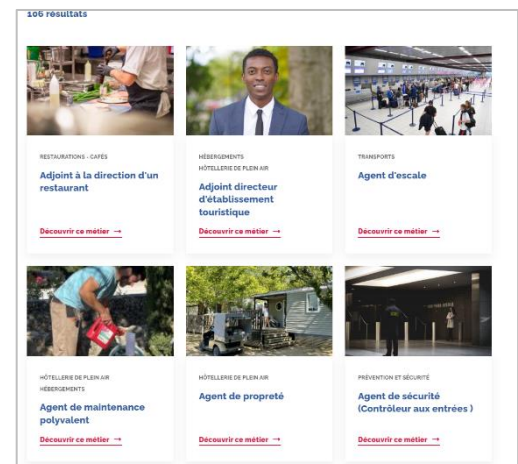 106 résultats
RESTAURATIONS - CAFÉS
Adjoint à la direction d'un
restaurant
Découvrir ce métier →
HÉBERGEMENTS
HÔTELLERIE DE PLEIN AIR
Adjoint directeur
d'établissement
touristique
Découvrir ce métier →
TRANSPORTS
Agent d'escale
Découvrir ce métier →
HÔTELLERIE DE PLEIN AIR
HÉBERGEMENTS
Agent de maintenance
polyvalent
Découvrir ce métier →
HÔTELLERIE DE PLEIN AIR
Agent de propreté
Découvrir ce métier →
PRÉVENTION ET SÉCURITÉ
Agent de sécurité
(Contrôleur aux entrées )
Découvrir ce métier →